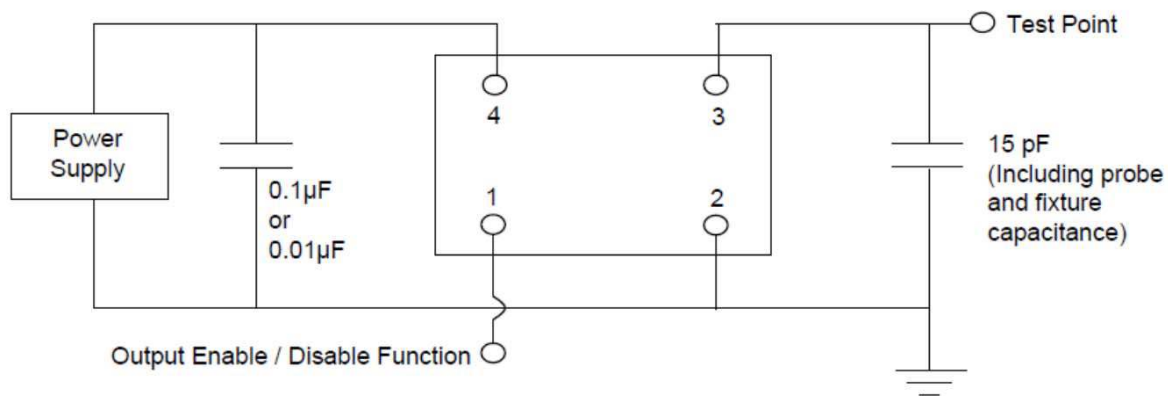 Test Point
4
3
Power
Supply
0.1µF
or
0.01µF
1
2
15 pF
(Including probe
and fixture
capacitance)
Output Enable / Disable Function